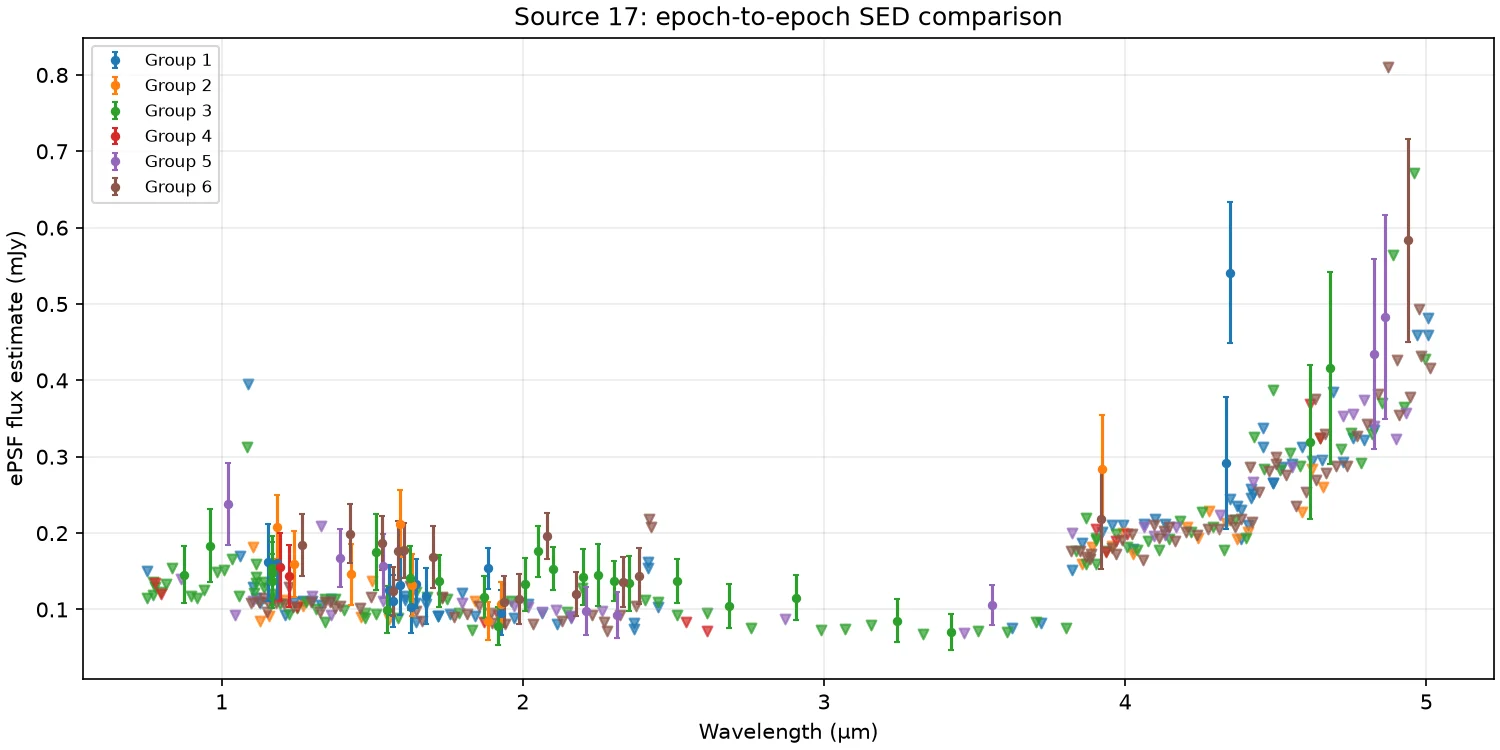 Source 17: epoch-to-epoch SED comparison
Group 1
Group 2
Group 3
Group 4
Group 5
Group 6
ePSF flux estimate (mJy)
0.8
0.7
0.6
0.5
0.4
0.3
0.2
0.1
1 2 3 4 5
Wavelength (μm)